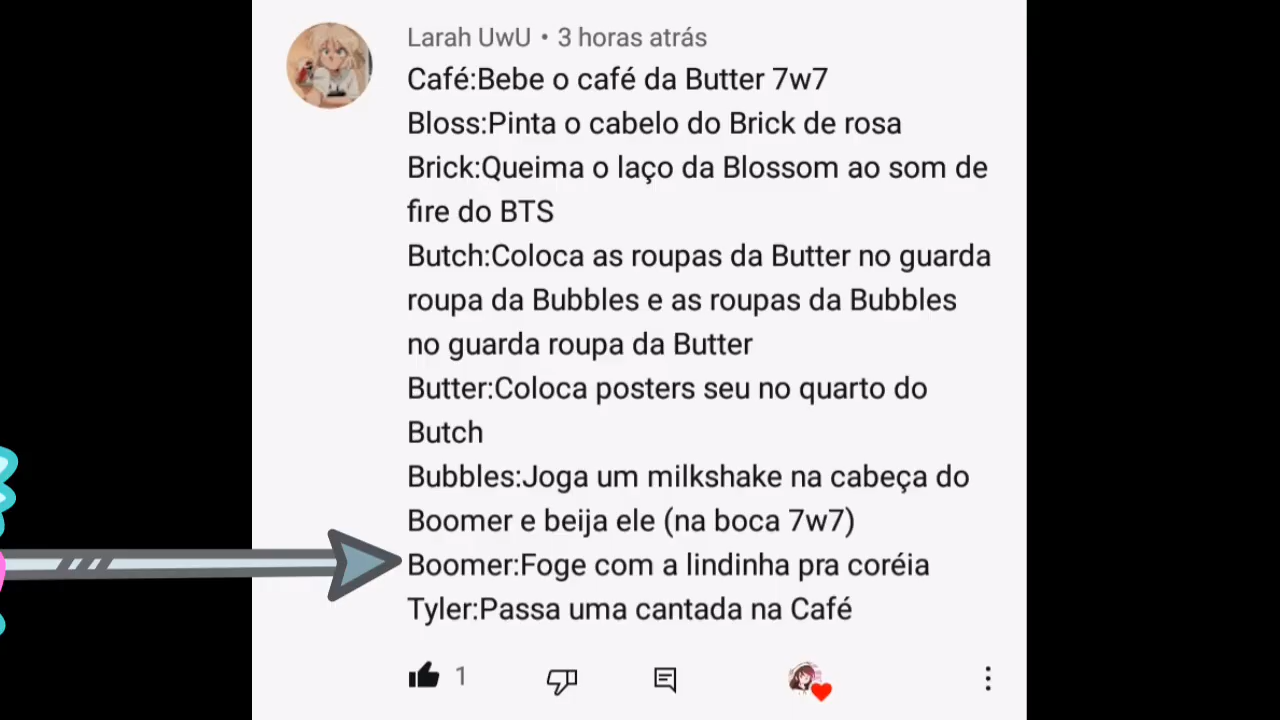 Larah UwU • 3 horas atrás
Café:Bebe o café da Butter 7w7
Bloss:Pinta o cabelo do Brick de rosa
Brick:Queima o laço da Blossom ao som de
fire do BTS
Butch:Coloca as roupas da Butter no guarda
roupa da Bubbles e as roupas da Bubbles
no guarda roupa da Butter
Butter:Coloca posters seu no quarto do
Butch
Bubbles:Joga um milkshake na cabeça do
Boomer e beija ele (na boca 7w7)
Boomer:Foge com a lindinha pra coréia
Tyler:Passa uma cantada na Café
1